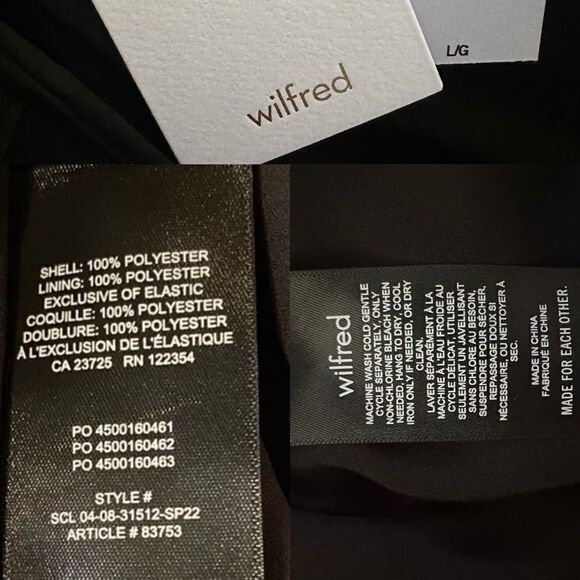 wilfred
L/G
SHELL: 100% POLYESTER
LINING: 100% POLYESTER
EXCLUSIVE OF ELASTIC
COQUILLE: 100% POLYESTER
DOUBLURE: 100% POLYESTER
À L'EXCLUSION DE L'ÉLASTIQUE
CA 23725 RN 122354
PO 4500160461
PO 4500160462
PO 4500160463
STYLE #
SCL 04-08-31512-SP22
ARTICLE # 83753
wilfred
MACHINE WASH COLD GENTLE
CYCLE SEPARATELY, ONLY
NON-CHLORINE BLEACH WHEN
NEEDED, HANG TO DRY, COOL
IRON ONLY IF NEEDED, OR DRY
CLEAN.
LAVER SÉPARÉMENT À LA
MACHINE À L'EAU FROIDE AU
CYCLE DÉLICAT, UTILISER
SEULEMENT UN JAVELLISANT
SANS CHLORE AU BESOIN,
SUSPENDRE POUR SÉCHER,
REPASSAGE DOUX SI
NÉCESSAIRE, OU NETTOYER À
SEC.
MADE IN CHINA
FABRIQUÉ EN CHINE
MADE FOR EACH OTHER.